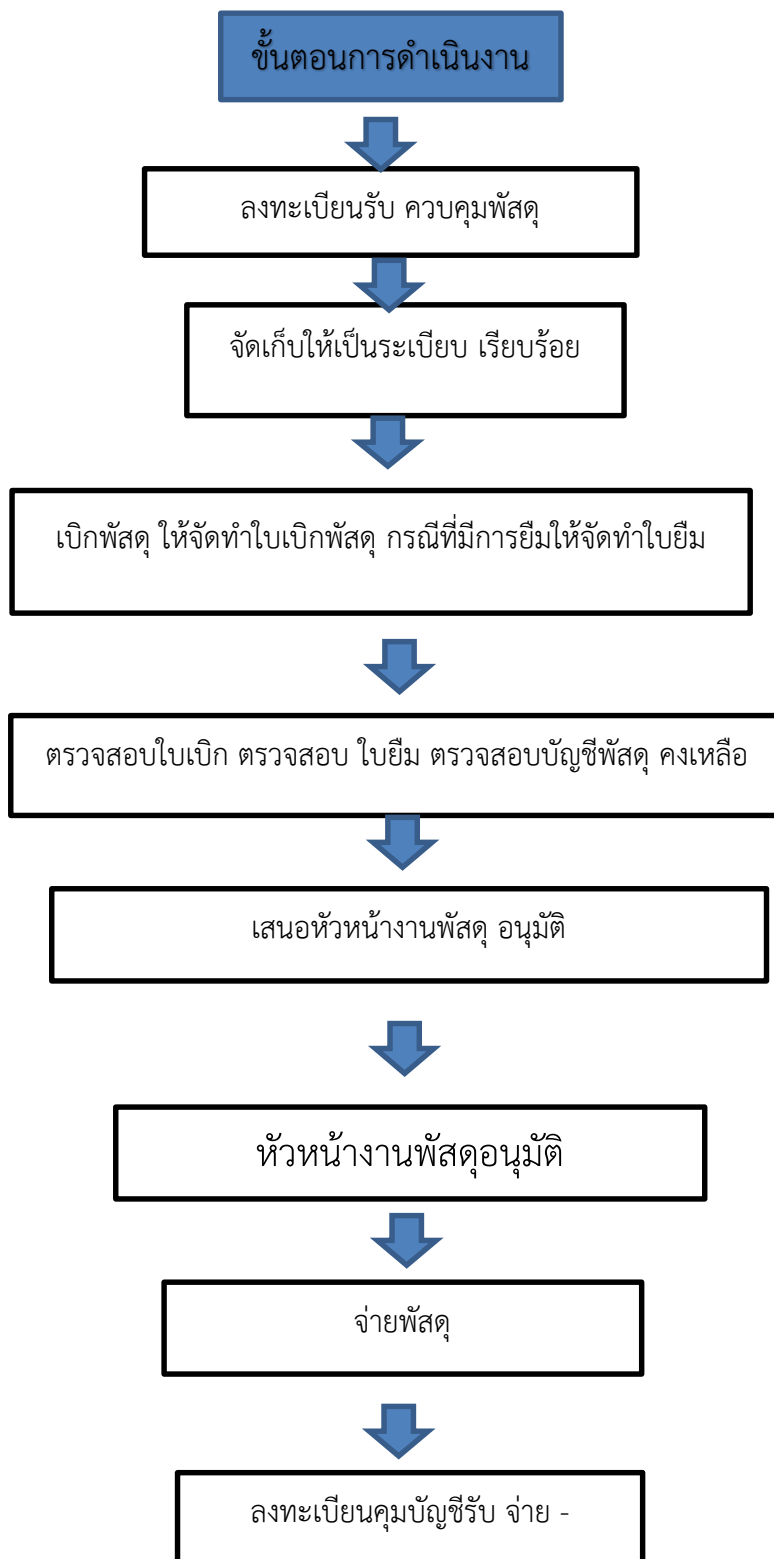 ขั้นตอนการดำเนินงาน
ลงทะเบียนรับ ควบคุมพัสดุ
จัดเก็บให้เป็นระเบียบ เรียบร้อย
เบิกพัสดุ ให้จัดทำใบเบิกพัสดุ กรณีที่มีการยืมให้จัดทำใบยืม
ตรวจสอบใบเบิก ตรวจสอบ ใบยืม ตรวจสอบบัญชีพัสดุ คงเหลือ
เสนอหัวหน้างานพัสดุ อนุมัติ
หัวหน้างานพัสดุอนุมัติ
จ่ายพัสดุ
ลงทะเบียนคุมบัญชีรับ จ่าย -